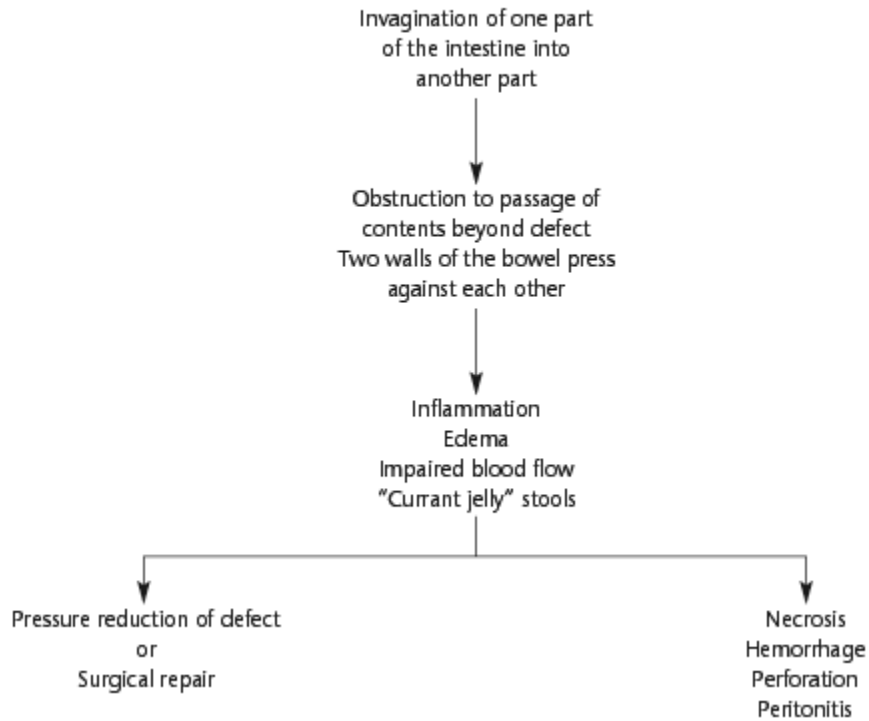 Invagination of one part
of the intestine into
another part
Obstruction to passage of
contents beyond defect
Two walls of the bowel press
against each other
Inflammation
Edema
Impaired blood flow
“Currant jelly” stools
Pressure reduction of defect
or
Surgical repair
Necrosis
Hemorrhage
Perforation
Peritonitis